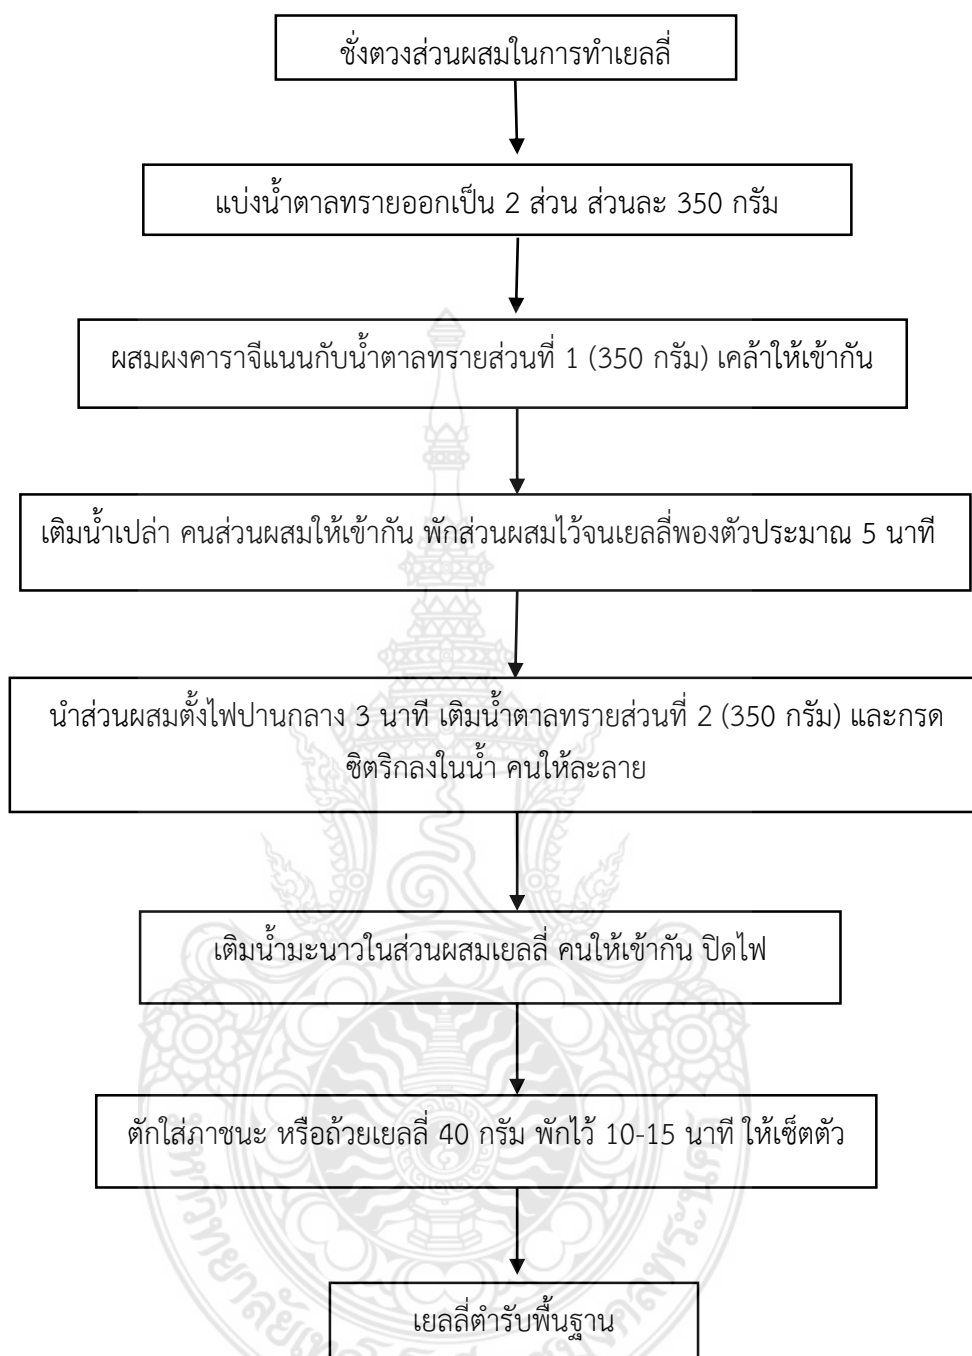 ชั่งตวงส่วนผสมในการทำเยลลี่
แบ่งน้ำตาลทรายออกเป็น 2 ส่วน ส่วนละ 350 กรัม
ผสมผงคาราจีแนนกับน้ำตาลทรายส่วนที่ 1 (350 กรัม) เคล้าให้เข้ากัน
เติมน้ำเปล่า คนส่วนผสมให้เข้ากัน พักส่วนผสมไว้จนเยลลี่พองตัวประมาณ 5 นาที
นำส่วนผสมตั้งไฟปานกลาง 3 นาที เติมน้ำตาลทรายส่วนที่ 2 (350 กรัม) และกรด
ซิตริกลงในน้ำ คนให้ละลาย
เติมน้ำมะนาวในส่วนผสมเยลลี่ คนให้เข้ากัน ปิดไฟ
ตักใส่ภาชนะ หรือถ้วยเยลลี่ 40 กรัม พักไว้ 10-15 นาที ให้เซ็ตตัว
เยลลี่ตำรับพื้นฐาน